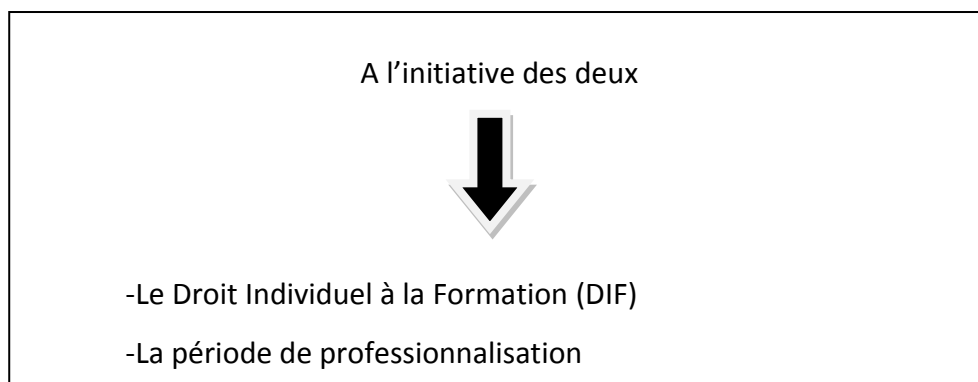 A l’initiative des deux
-Le Droit Individuel à la Formation (DIF)
-La période de professionnalisation